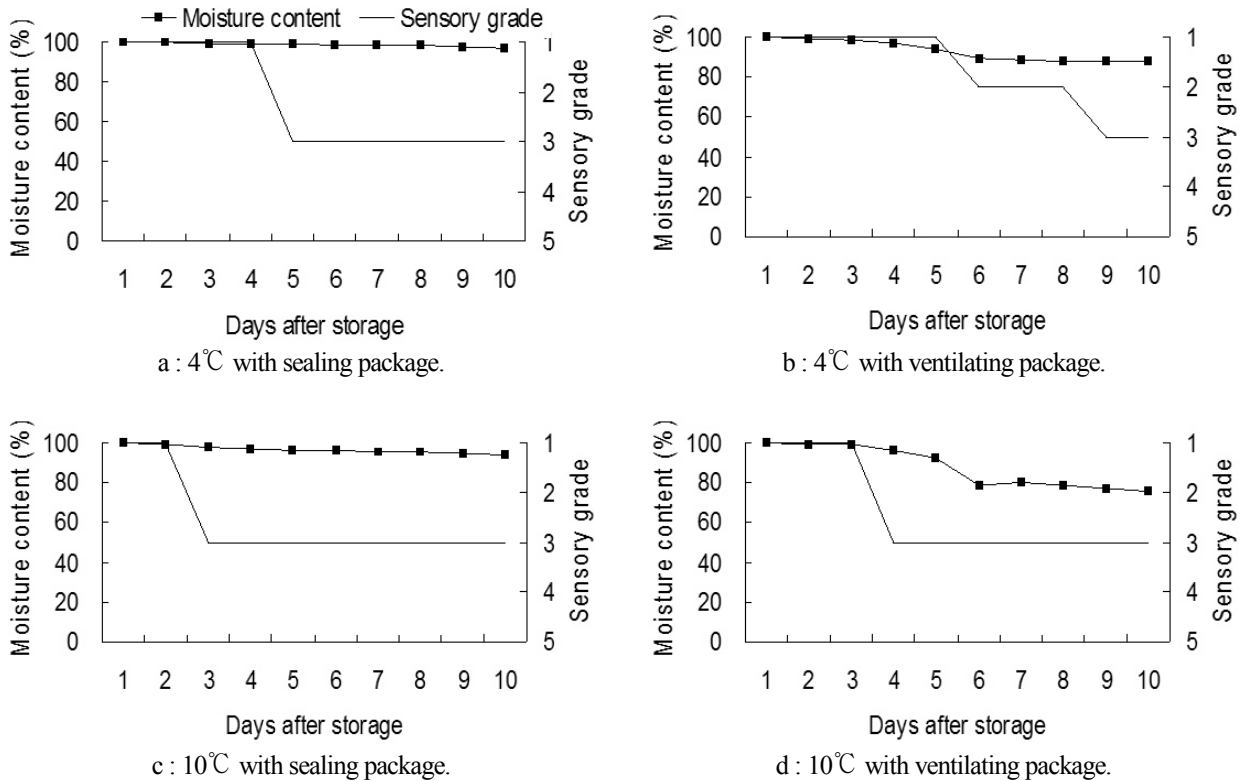 Moisture content Sensory grade
Moisture content (%)
100
80
60
40
20
0
1
2
3
4
5
Sensory grade
1 2 3 4 5 6 7 8 9 10
Days after storage
a : 4℃ with sealing package.
Moisture content (%)
100
80
60
40
20
0
1
2
3
4
5
Sensory grade
1 2 3 4 5 6 7 8 9 10
Days after storage
b : 4℃ with ventilating package.
Moisture content (%)
100
80
60
40
20
0
1
2
3
4
5
Sensory grade
1 2 3 4 5 6 7 8 9 10
Days after storage
c : 10℃ with sealing package.
Moisture content (%)
100
80
60
40
20
0
1
2
3
4
5
Sensory grade
1 2 3 4 5 6 7 8 9 10
Days after storage
d : 10℃ with ventilating package.